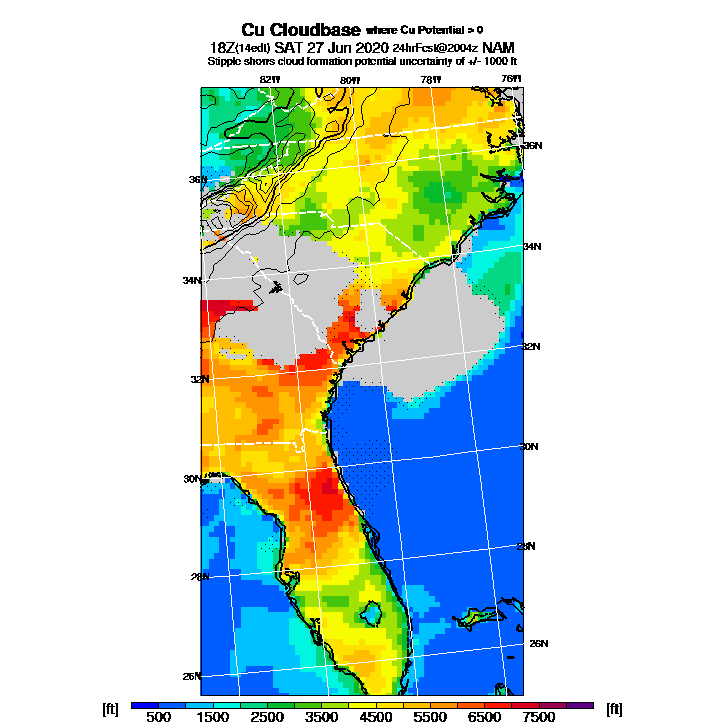 Cu Cloudbase where Cu Potential > 0
18Z(14edt) SAT 27 Jun 2020 24hrFcst@2004z NAM
Stipple shows cloud formation potential uncertainty of +/- 1000 ft
82W 80W 78W 76W
36N
36N
34N
34N
32N
32N
30N
30N
28N
28N
26N
26N
[ft] 500 1500 2500 3500 4500 5500 6500 7500 [ft]